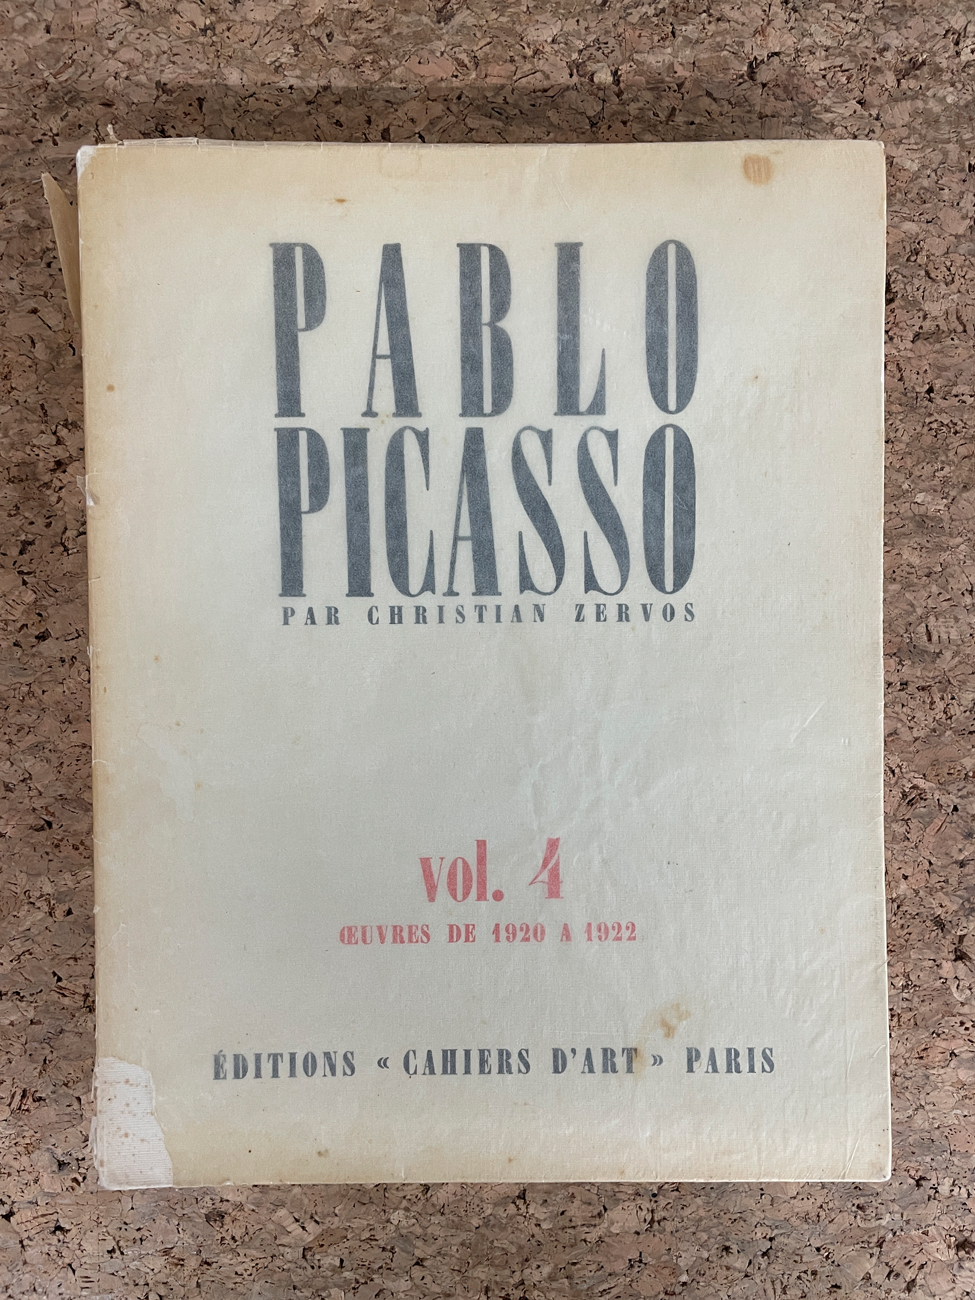 PABLO
PICASSO
PAR CHRISTIAN ZERVOS
vol. 4
ŒUVRES DE 1920 A 1922
ÉDITIONS « CAHIERS D'ART » PARIS